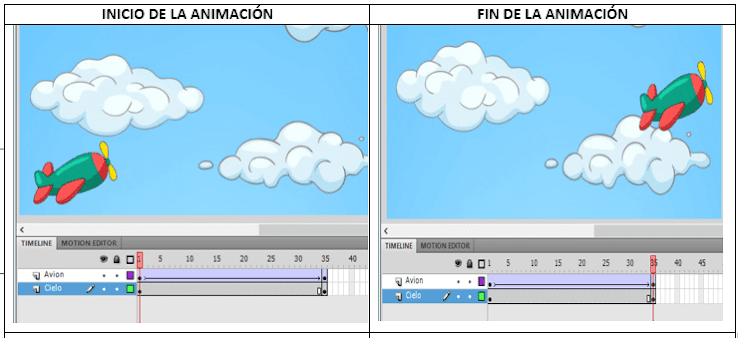 INICIO DE LA ANIMACIÓN
FIN DE LA ANIMACIÓN
TIMELINE MOTION EDITOR
1 5 10 15 20 25 30 35 40
Avion
Cielo
TIMELINE MOTION EDITOR
1 5 10 15 20 25 30 35 40 45
Avion
Cielo